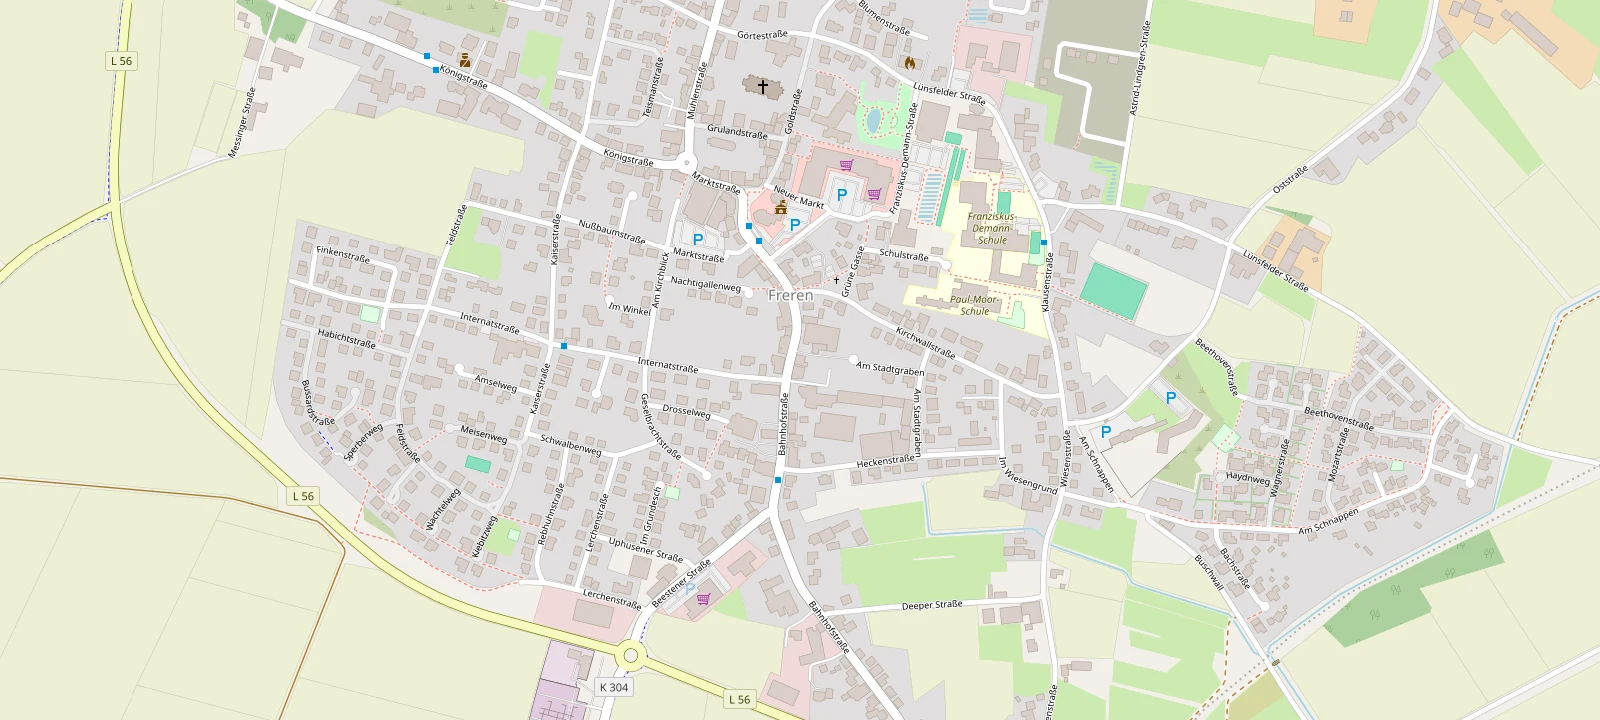 Blumenstraße
Görtestraße
L 56
Königstraße
Teismanstraße
Mühlenstraße
Goldstraße
Lünsfelder Straße
Astrid-Lindgren-Straße
Messinger Straße
Grulandstraße
Franziskus-Demann-Straße
Königstraße
Marktstraße
Neuer Markt
P
Oststraße
Feldstraße
Kaiserstraße
Nußbaumstraße
P
P
Franziskus-
Demann-
Schule
Finkenstraße
Marktstraße
Schulstraße
Grüne Gasse
Klausenstraße
Lünsfelder Straße
Am Kirchblick
Nachtigallenweg
Freren
Paul-Moor-
Schule
Im Winkel
Internatstraße
Habichtstraße
Kirchwallstraße
Internatstraße
Am Stadtgraben
Beethovenstraße
Amselweg
Kaiserstraße
Bussardstraße
Geselbrachtstraße
Drosselweg
Bahnhofstraße
Am Stadtgraben
P
Beethovenstraße
Sperberweg
Feldstraße
Meisenweg
Schwalbenweg
P
Wiesenstraße
Am Schnappen
Mozartstraße
Wagnerstraße
Heckenstraße
Im Wiesengrund
Haydnweg
L 56
Wachtelweg
Kiebitzweg
Rebhuhnstraße
Lerchenstraße
Im Grundesch
Am Schnappen
Uphusener Straße
Buschwall
Bachstraße
Beestener Straße
P
Lerchenstraße
Bahnhofstraße
Deeper Straße
K 304
L 56